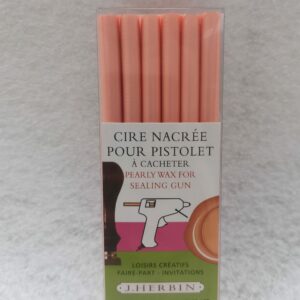 CIRE NACRÉE
POUR PISTOLET
À CACHETER
PEARLY WAX FOR
SEALING GUN
LOISIRS CRÉATIFS
FAIRE-PART - INVITATIONS
J. HERBIN